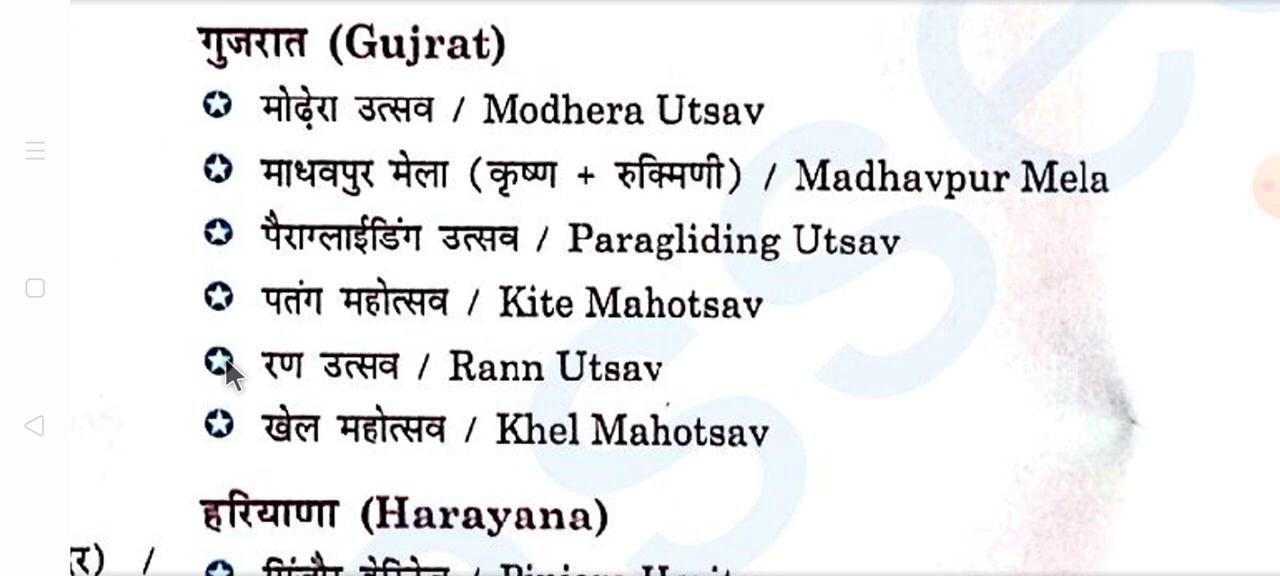 गुजरात (Gujrat)
मोढ़ेरा उत्सव / Modhera Utsav
माधवपुर मेला (कृष्ण + रुक्मिणी) / Madhavpur Mela
पैराग्लाईडिंग उत्सव / Paragliding Utsav
पतंग महोत्सव / Kite Mahotsav
रण उत्सव / Rann Utsav
खेल महोत्सव / Khel Mahotsav
हरियाणा (Harayana)
/